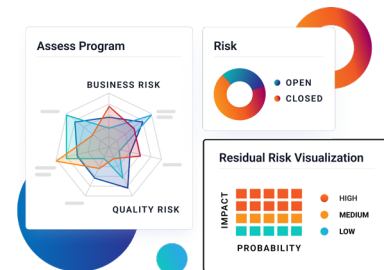 Assess Program
BUSINESS RISK
QUALITY RISK
Risk
OPEN
CLOSED
Residual Risk Visualization
IMPACT
HIGH
MEDIUM
LOW
PROBABILITY